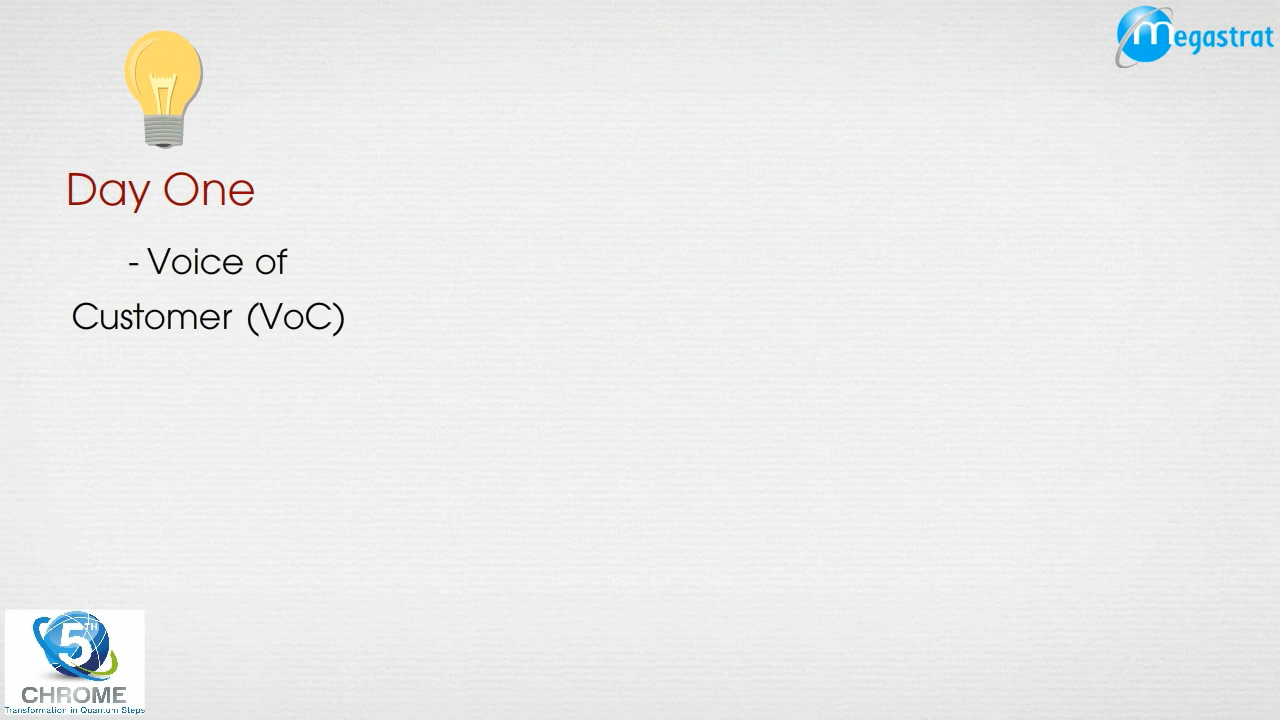 megastrat
Day One
- Voice of
Customer (VoC)
5TH
CHROME
Transformation in Quantum Steps